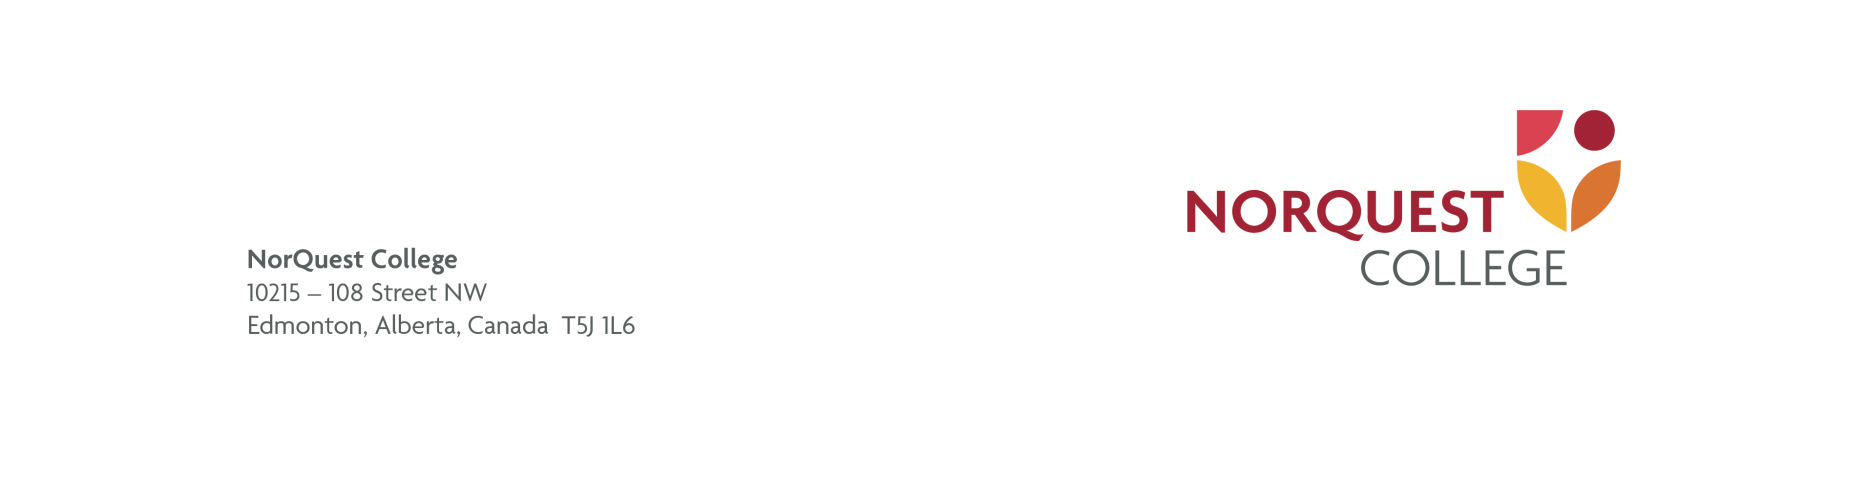 NorQuest College
10215 – 108 Street NW
Edmonton, Alberta, Canada  T5J 1L6
NORQUEST
COLLEGE